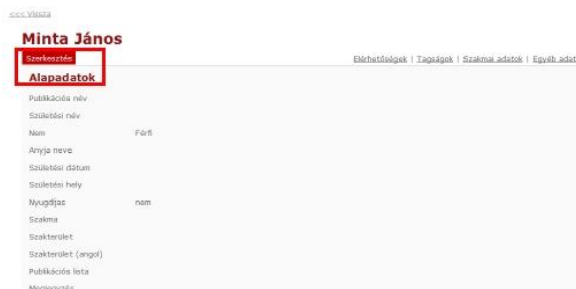 <<< Vissza
Minta János
Szerkesztés
Elérhetőségek | Tagságok | Szakmai adatok | Egyéb adat
Alapadatok
Publikációs név
Születési név
Nem Férfi
Anyja neve
Születési dátum
Születési hely
Nyugdíjas nem
Szakma
Szakterület
Szakterület (angol)
Publikációs lista
Megjegyzés